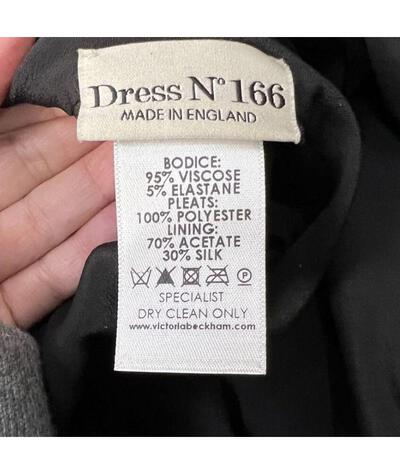 Dress Nº 166
MADE IN ENGLAND
BODICE:
95% VISCOSE
5% ELASTANE
PLEATS:
100% POLYESTER
LINING:
70% ACETATE
30% SILK
P
SPECIALIST
DRY CLEAN ONLY
www.victoriabeckham.com